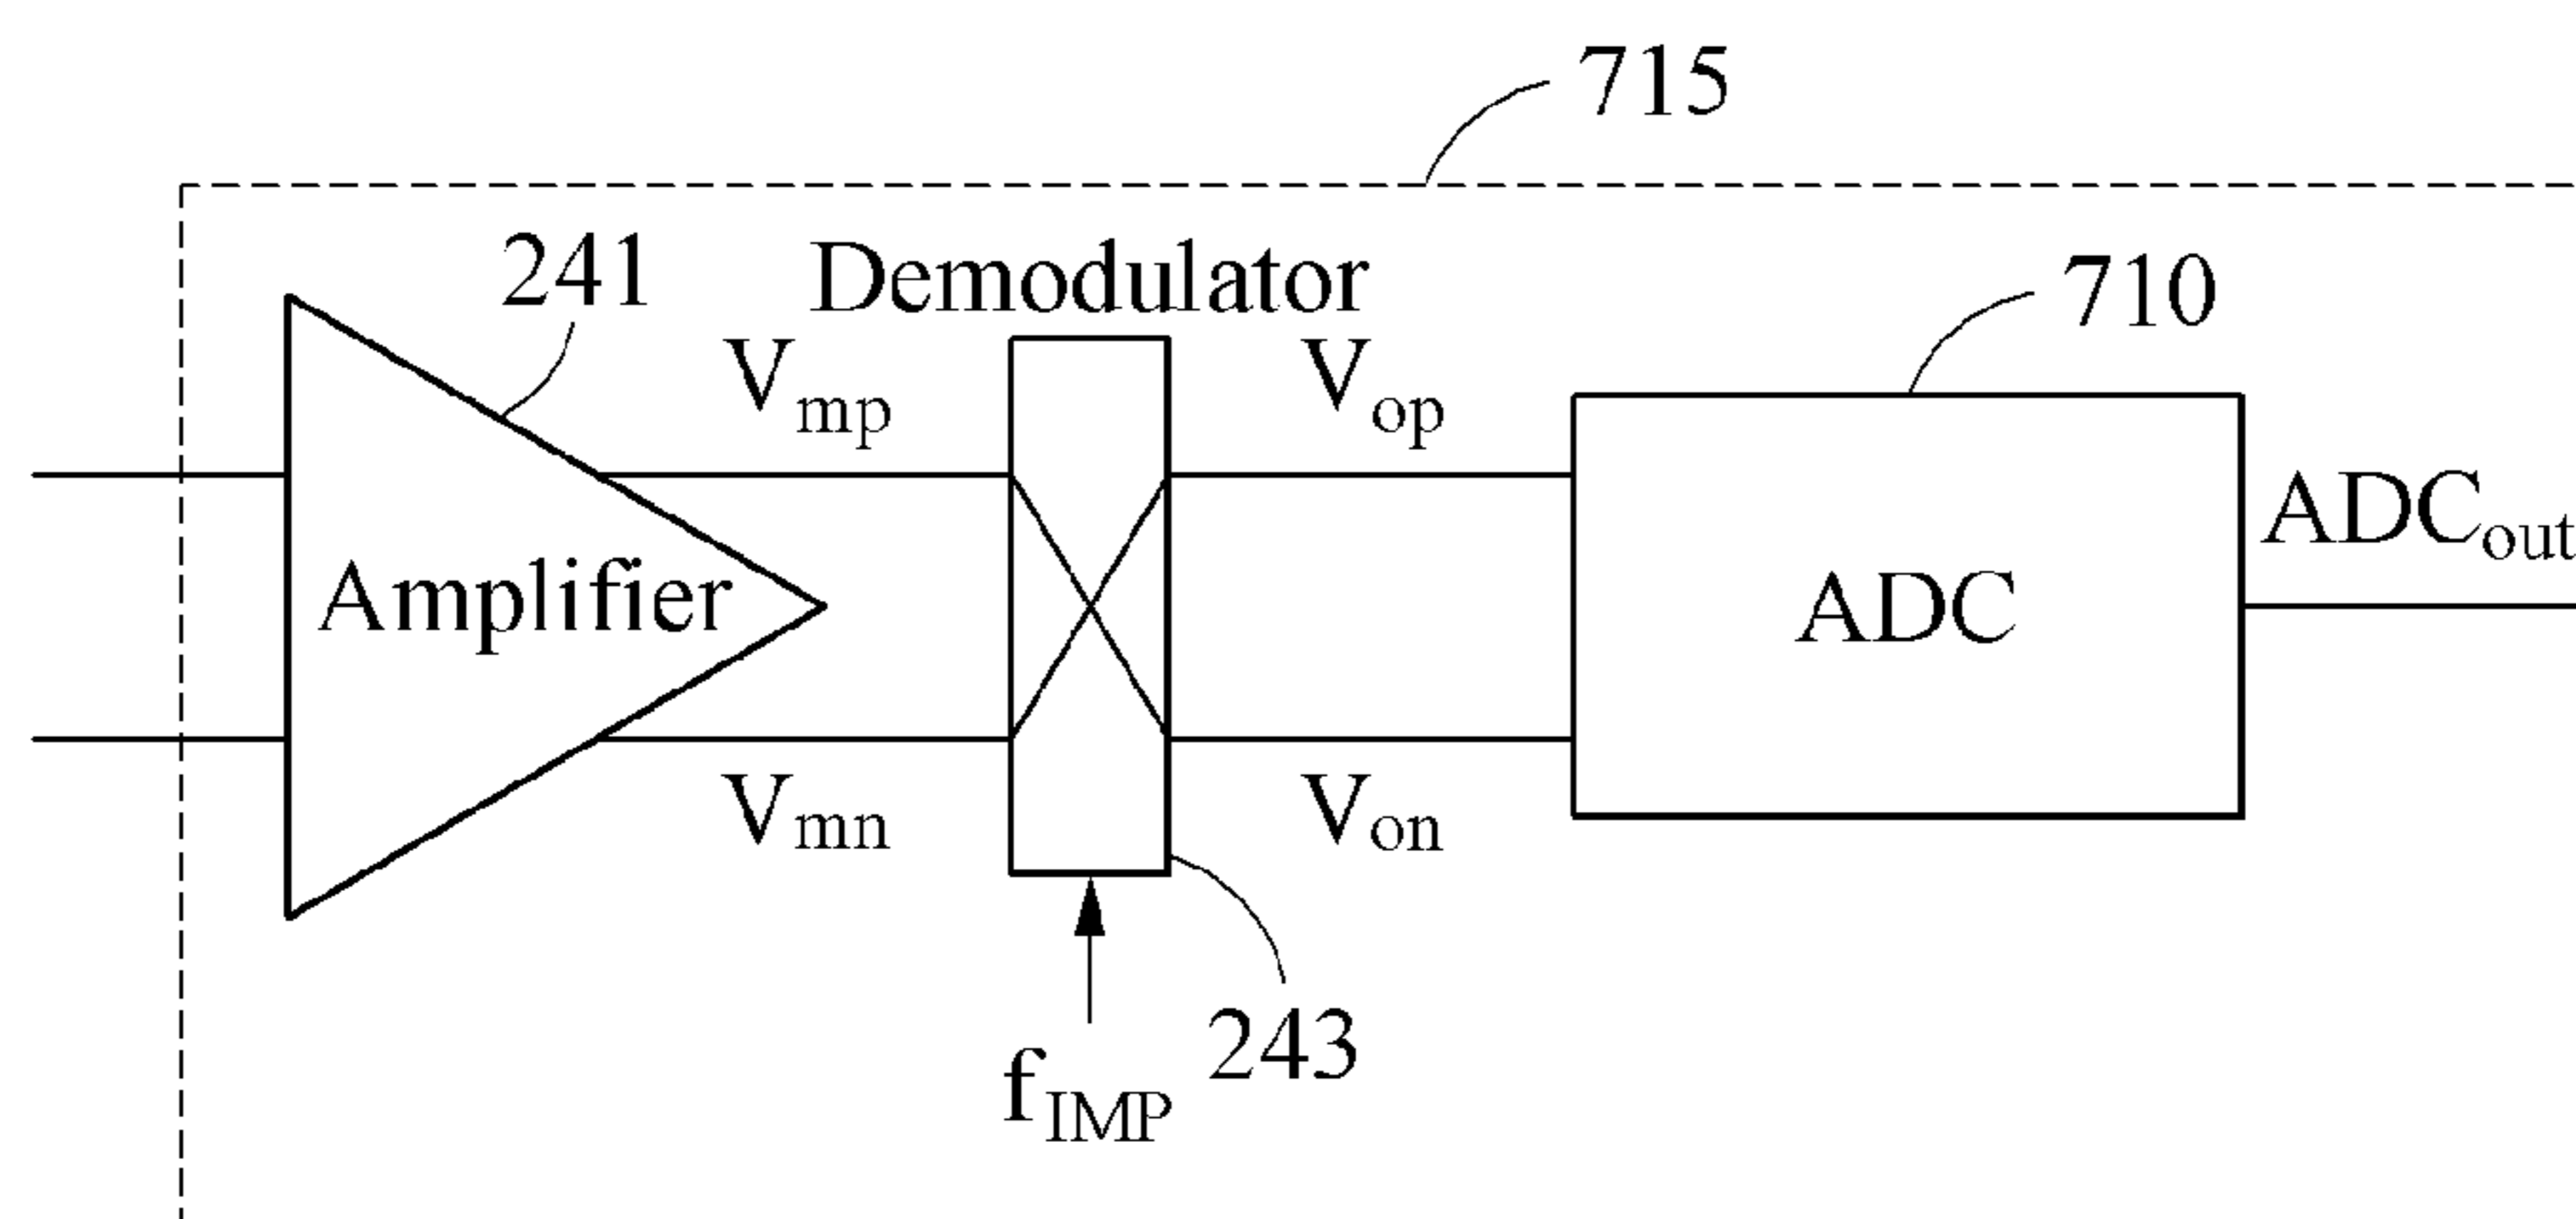 715
241
Demodulator
710
Vmp
Vop
ADCout
Amplifier
ADC
Vmn
Von
243
fIMP